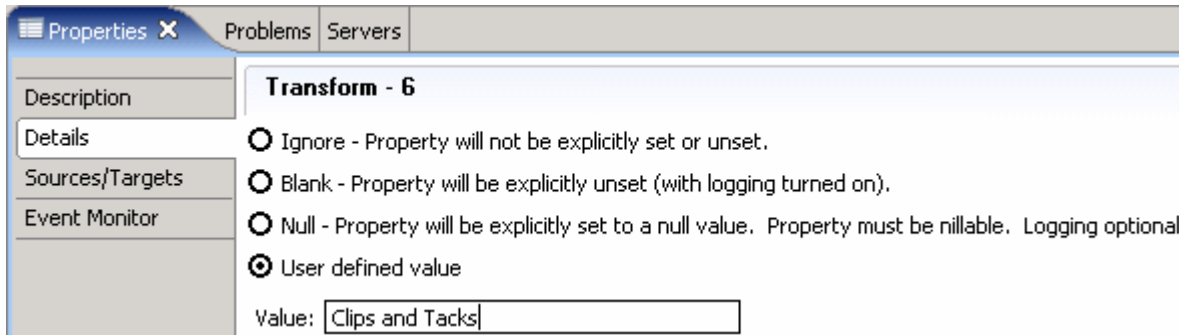 Properties Problems Servers
Description
Details
Sources/Targets
Event Monitor
Transform - 6
Ignore - Property will not be explicitly set or unset.
Blank - Property will be explicitly unset (with logging turned on).
Null - Property will be explicitly set to a null value. Property must be nillable. Logging optional
User defined value
Value: Clips and Tacks